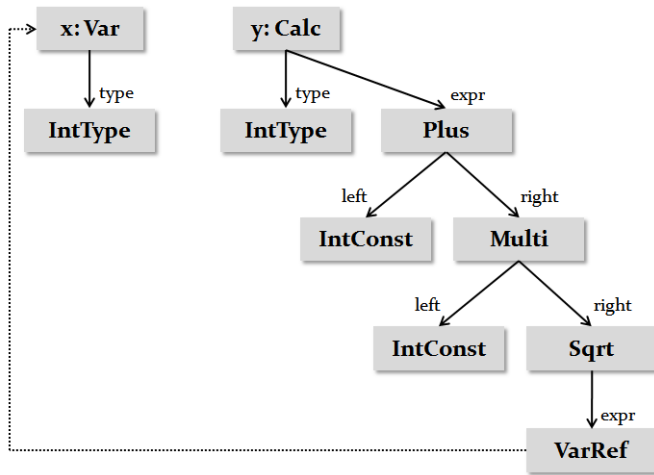 x: Var y: Calc
type type expr
IntType IntType Plus
left right
IntConst Multi
left right
IntConst Sqrt
expr
VarRef